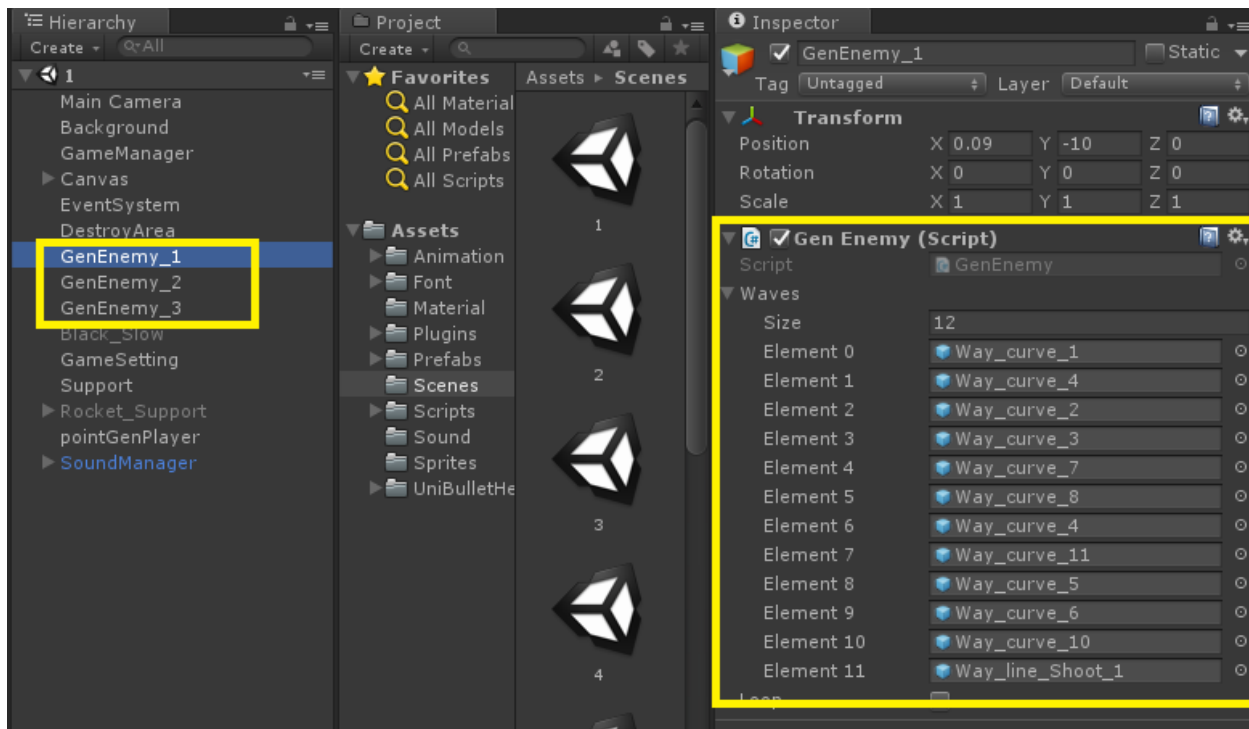 Hierarchy
Create
All
1
Main Camera
Background
GameManager
Canvas
EventSystem
DestroyArea
GenEnemy_1
GenEnemy_2
GenEnemy_3
Black_Slow
GameSetting
Support
Rocket_Support
pointGenPlayer
SoundManager
Project
Create
Favorites
All Material
All Models
All Prefabs
All Scripts
Assets
Animation
Font
Material
Plugins
Prefabs
Scenes
Scripts
Sound
Sprites
UniBulletHe
Assets Scenes
1
2
3
4
Inspector
GenEnemy_1 Static
Tag Untagged Layer Default
Transform
Position X 0.09 Y -10 Z 0
Rotation X 0 Y 0 Z 0
Scale X 1 Y 1 Z 1
Gen Enemy (Script)
Script GenEnemy
Waves
Size 12
Element 0 Way_curve_1
Element 1 Way_curve_4
Element 2 Way_curve_2
Element 3 Way_curve_3
Element 4 Way_curve_7
Element 5 Way_curve_8
Element 6 Way_curve_4
Element 7 Way_curve_11
Element 8 Way_curve_5
Element 9 Way_curve_6
Element 10 Way_curve_10
Element 11 Way_line_Shoot_1
Loop